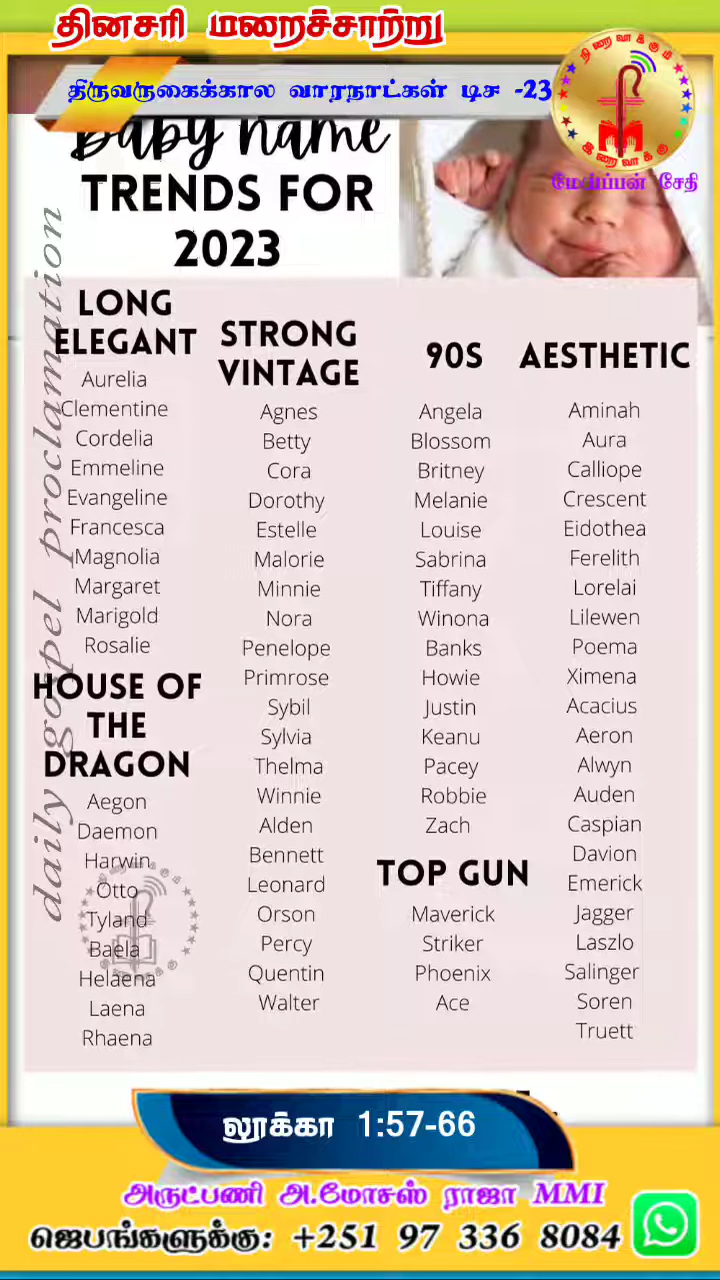 தினசரி மறைச்சாற்று
திருவருகைக்கால வாரநாட்கள் டிச -23
நிறைவாக்கும்
இறைவாக்கு
மேய்ப்பன் சேதி
baby name
TRENDS FOR
2023
daily gospel proclamation
LONG
ELEGANT
Aurelia
Clementine
Cordelia
Emmeline
Evangeline
Francesca
Magnolia
Margaret
Marigold
Rosalie
HOUSE OF
THE
DRAGON
Aegon
Daemon
Harwin
Otto
Tyland
Baela
Helaena
Laena
Rhaena
STRONG
VINTAGE
Agnes
Betty
Cora
Dorothy
Estelle
Malorie
Minnie
Nora
Penelope
Primrose
Sybil
Sylvia
Thelma
Winnie
Alden
Bennett
Leonard
Orson
Percy
Quentin
Walter
90S
Angela
Blossom
Britney
Melanie
Louise
Sabrina
Tiffany
Winona
Banks
Howie
Justin
Keanu
Pacey
Robbie
Zach
TOP GUN
Maverick
Striker
Phoenix
Ace
AESTHETIC
Aminah
Aura
Calliope
Crescent
Eidothea
Ferelith
Lorelai
Lilewen
Poema
Ximena
Acacius
Aeron
Alwyn
Auden
Caspian
Davion
Emerick
Jagger
Laszlo
Salinger
Soren
Truett
லூக்கா 1:57-66
அருட்பணி அ.மோசஸ் ராஜா MMI
ஜெபங்களுக்கு: +251 97 336 8084